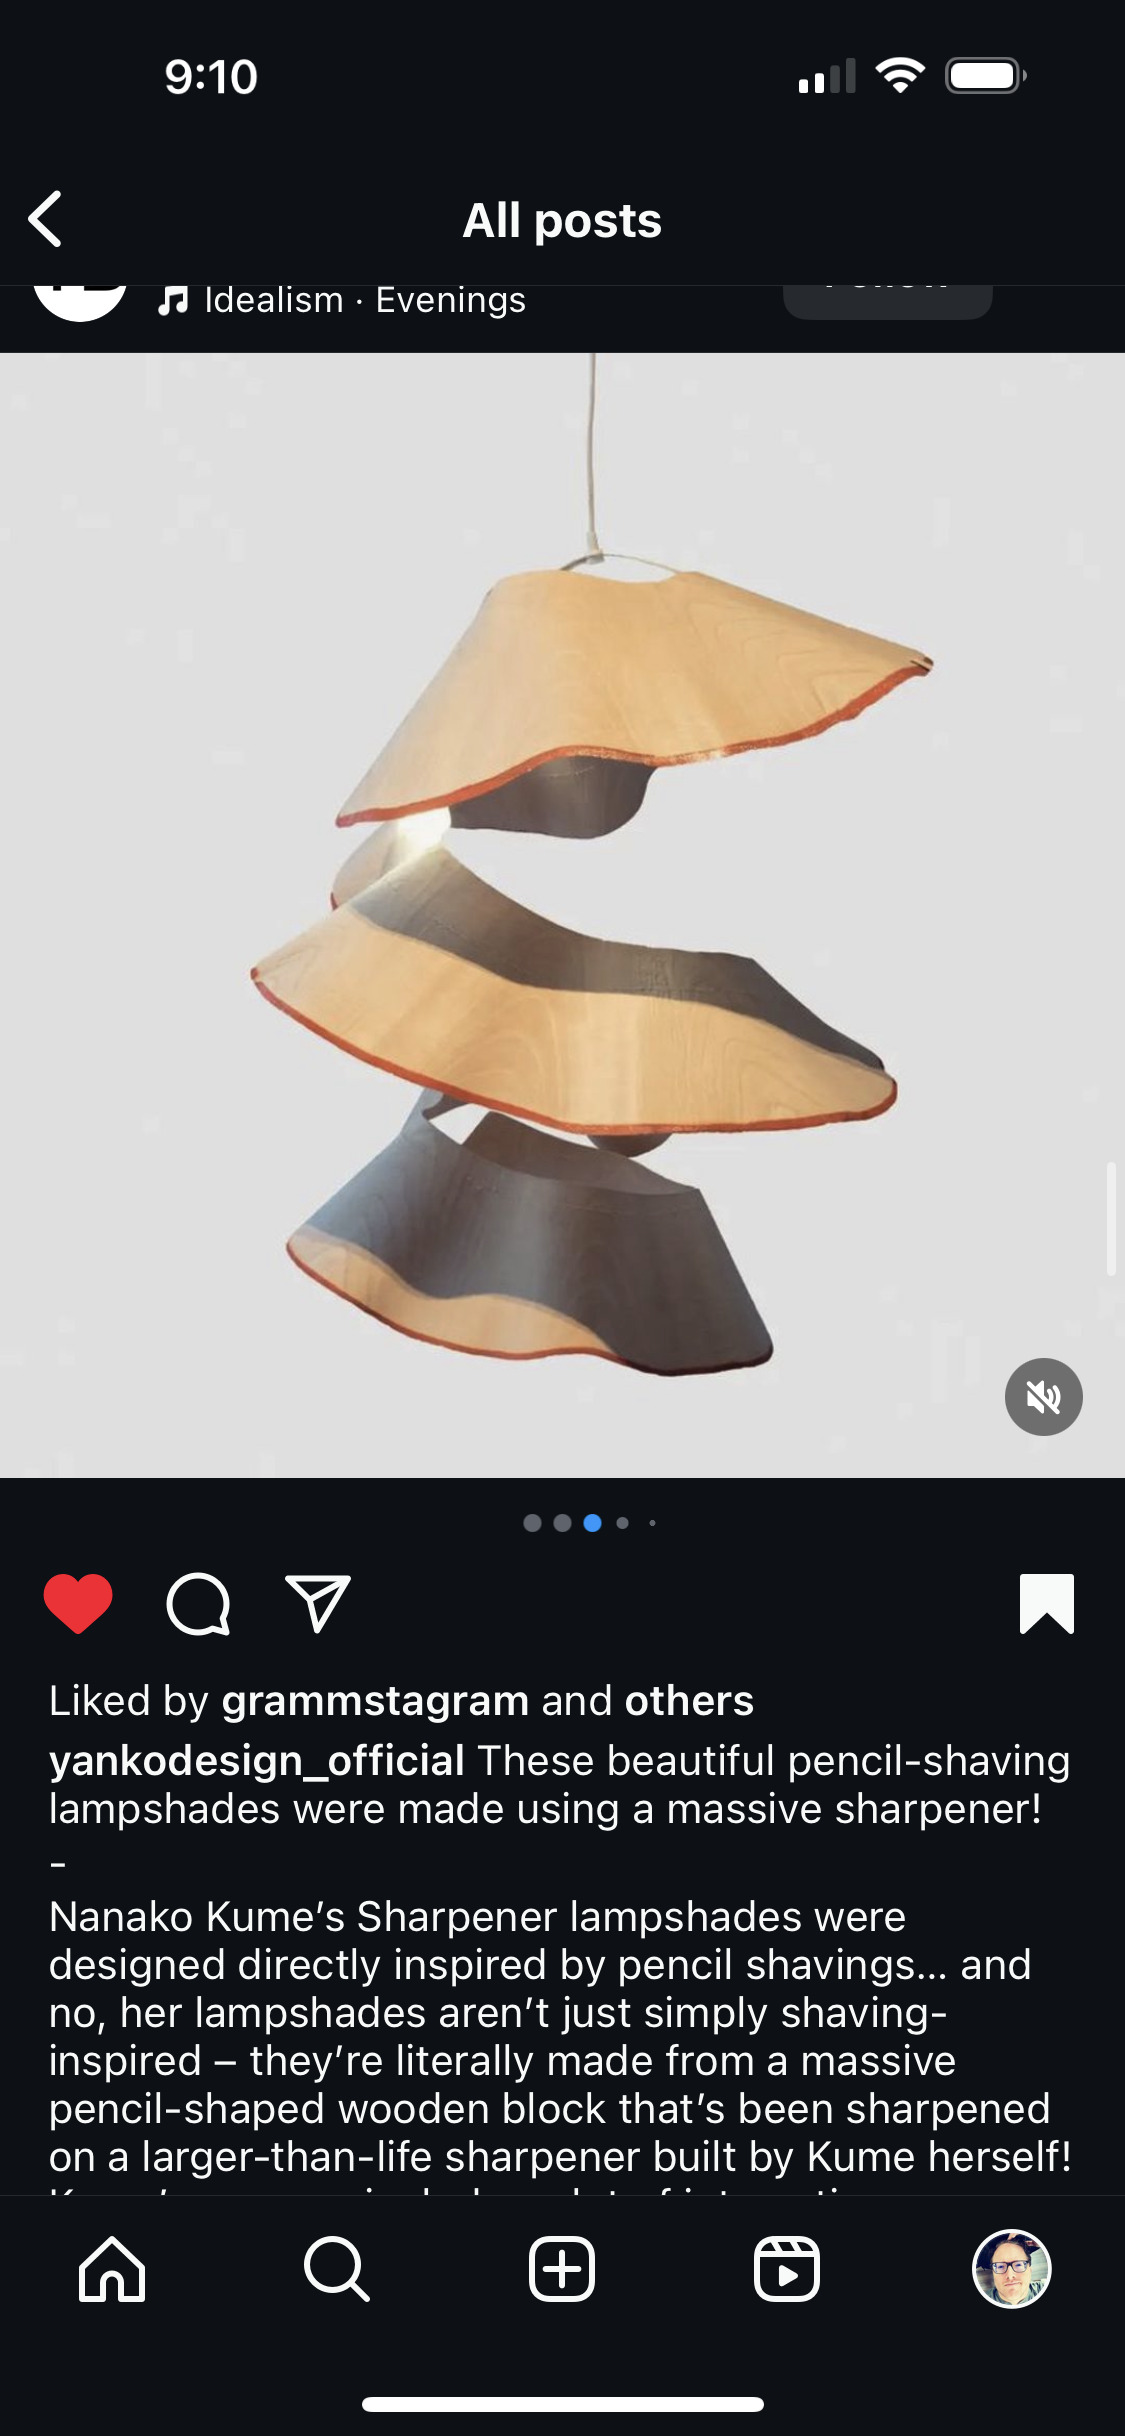 9:10
All posts
Idealism · Evenings
Liked by grammstagram and others
yankodesign_official These beautiful pencil-shaving
lampshades were made using a massive sharpener!
-
Nanako Kume’s Sharpener lampshades were
designed directly inspired by pencil shavings... and
no, her lampshades aren’t just simply shaving-
inspired – they’re literally made from a massive
pencil-shaped wooden block that’s been sharpened
on a larger-than-life sharpener built by Kume herself!